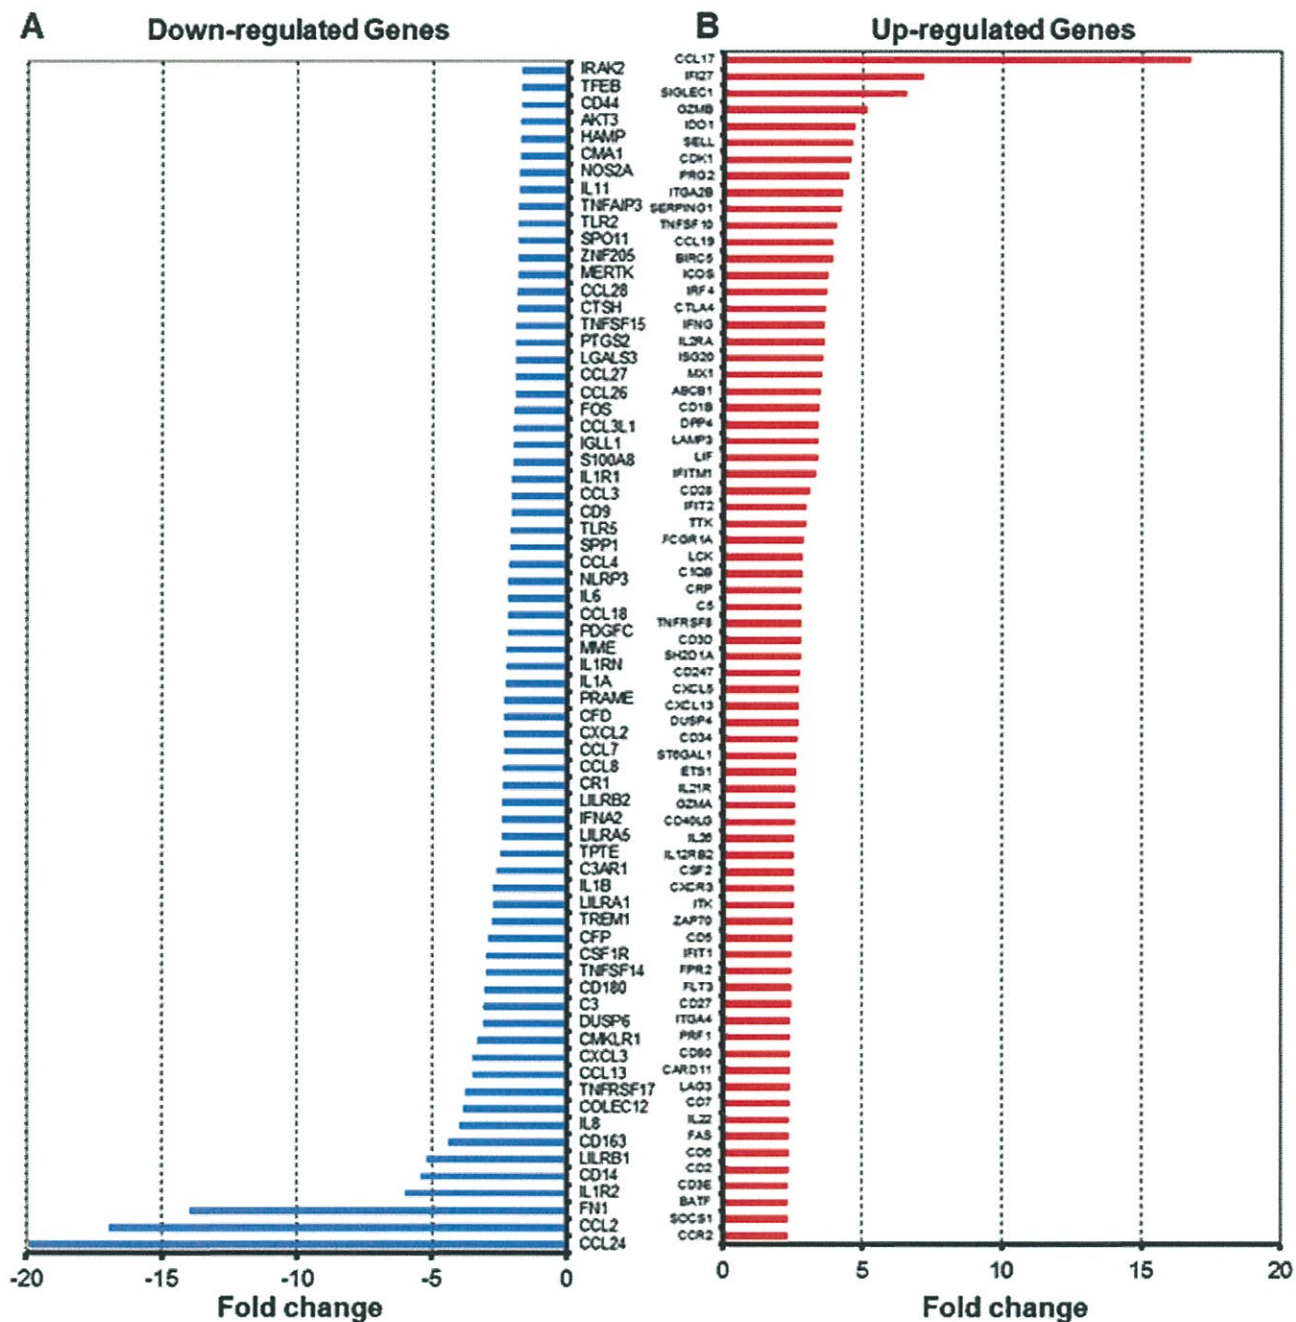 A
Down-regulated Genes
IRAK2
TFEB
CD44
AKT3
HAMP
CMA1
NOS2A
IL11
TNFAIP3
TLR2
SPO11
ZNF205
MERTK
CCL28
CTSH
TNFSF15
PTGS2
LGALS3
CCL27
CCL26
FOS
CCL3L1
IGLL1
S100A8
IL1R1
CCL3
CD9
TLR5
SPP1
CCL4
NLRP3
IL6
CCL18
PDGFC
MME
IL1RN
IL1A
PRAME
CFD
CXCL2
CCL7
CCL8
CR1
LILRB2
IFNA2
LILRA5
TPTE
C3AR1
IL1B
LILRA1
TREM1
CFP
CSF1R
TNFSF14
CD180
C3
DUSP6
CMKLR1
CXCL3
CCL13
TNFRSF17
COLEC12
IL8
CD163
LILRB1
CD14
IL1R2
FN1
CCL2
CCL24
-20 -15 -10 -5 0
Fold change
B
Up-regulated Genes
CCL17
IFI27
SIGLEC1
GZMB
IDO1
SELL
CDK1
PRG2
ITGA2B
SERPING1
TNFSF10
CCL19
BIRC5
ICOS
IRF4
CTLA4
IFNG
IL2RA
ISG20
MX1
ABCB1
CD1B
DPP4
LAMP3
LIF
IFITM1
CD28
IFIT2
TTK
FCGR1A
LCK
C1QB
CRP
C5
TNFRSF8
CD3D
SH2D1A
CD247
CXCL5
CXCL13
DUSP4
CD34
ST6GAL1
ETS1
IL21R
GZMA
CD40LG
IL26
IL12RB2
CSF2
CXCR3
ITK
ZAP70
CD5
IFIT1
FPR2
FLT3
CD27
ITGA4
PRF1
CD80
CARD11
LAG3
CD7
IL22
FAS
CD6
CD2
CD3E
BATF
SOCS1
CCR2
0 5 10 15 20
Fold change